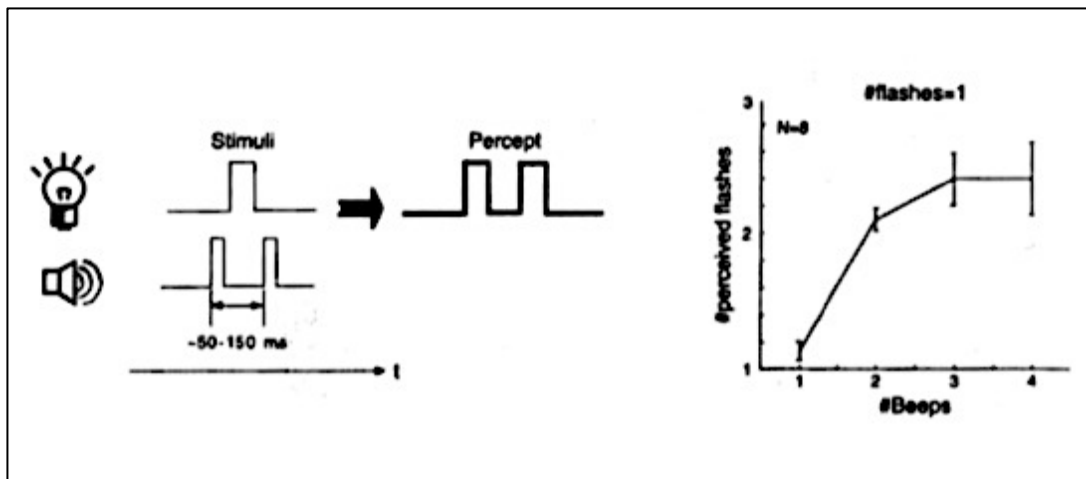 Stimuli
Percept
~50-150 ms
t
#flashes=1
N=8
#perceived flashes
3
2
1
1 2 3 4
#Beeps